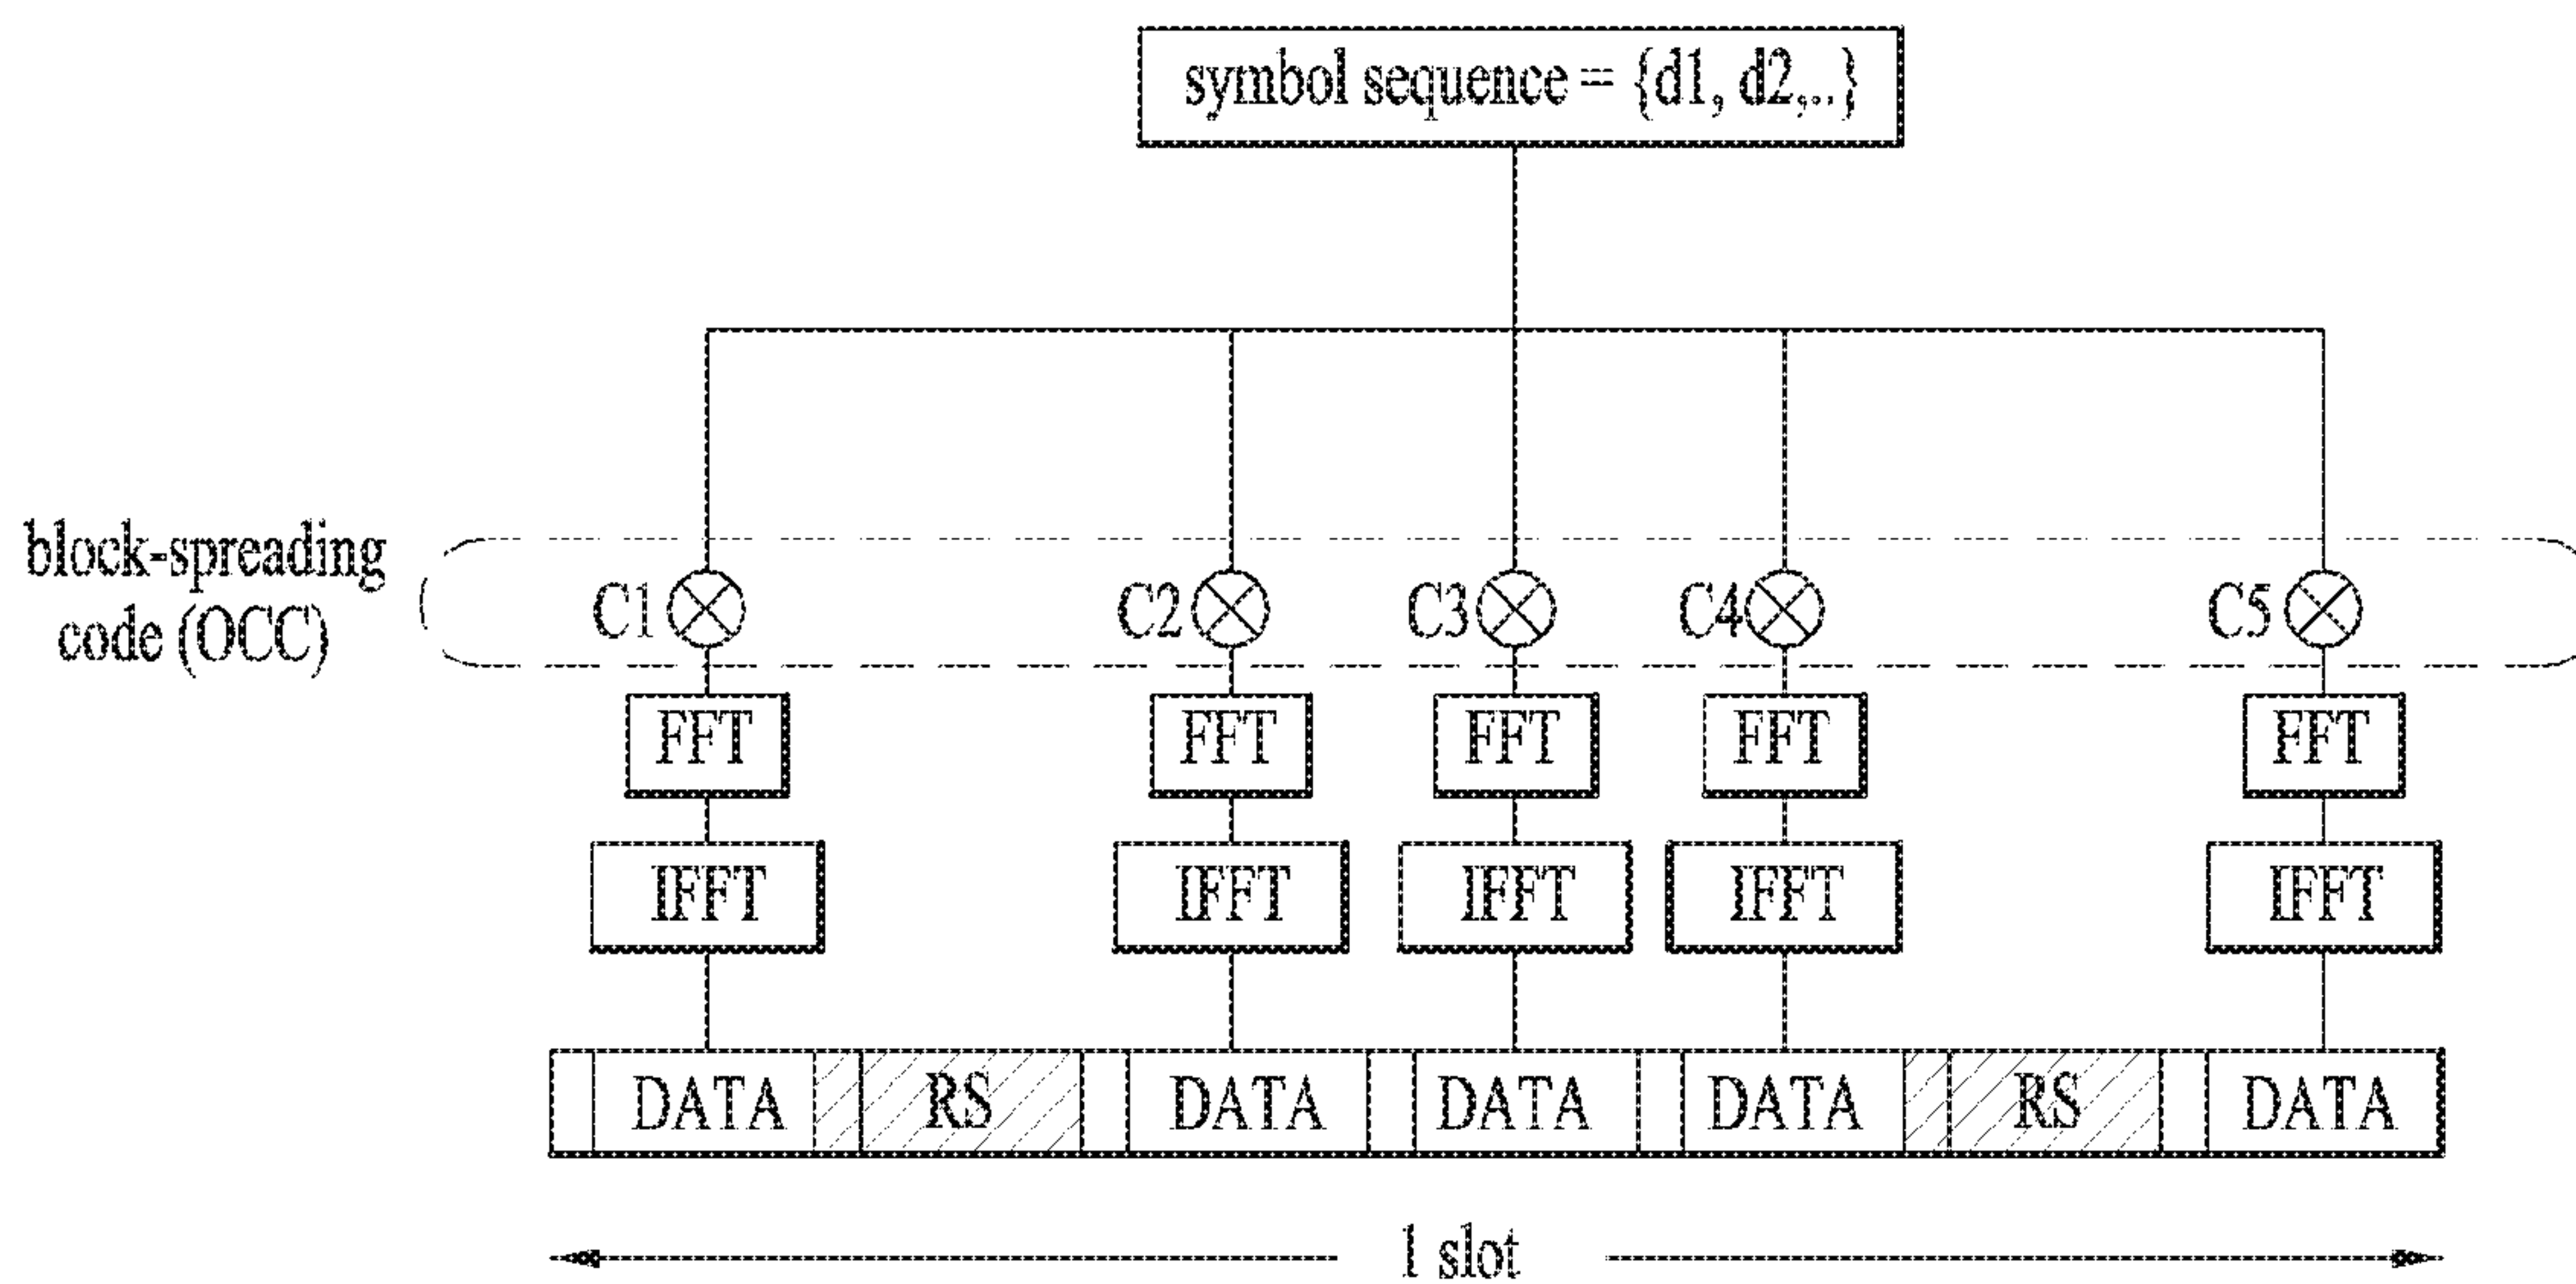 symbol sequence = {d1, d2,..}
block-spreading
code (OCC)
C1 C2 C3 C4 C5
FFT FFT FFT FFT FFT
IFFT IFFT IFFT IFFT IFFT
DATA RS DATA DATA DATA RS DATA
1 slot